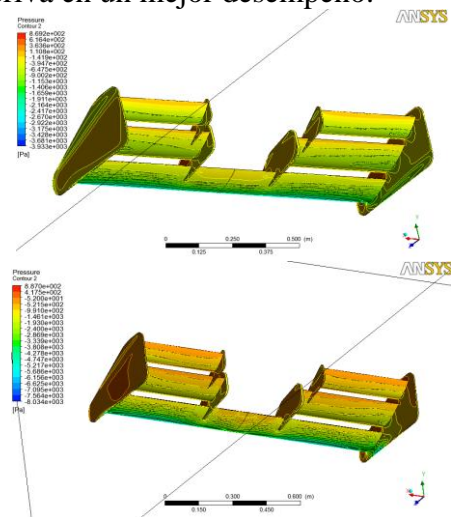 riva en un mejor desempeño.
ANSYS
Pressure
Contour 2
8.692e+002
6.164e+002
3.636e+002
1.108e+002
-1.419e+002
-3.947e+002
-6.475e+002
-9.002e+002
-1.153e+003
-1.406e+003
-1.659e+003
-1.911e+003
-2.164e+003
-2.417e+003
-2.670e+003
-2.922e+003
-3.175e+003
-3.428e+003
-3.681e+003
-3.933e+003
[Pa]
0 0.250 0.500 (m)
0.125 0.375
Y
ANSYS
Pressure
Contour 2
8.870e+002
4.175e+002
-5.200e+001
-5.215e+002
-9.910e+002
-1.461e+003
-1.930e+003
-2.400e+003
-2.869e+003
-3.339e+003
-3.808e+003
-4.278e+003
-4.747e+003
-5.217e+003
-5.686e+003
-6.156e+003
-6.625e+003
-7.095e+003
-7.564e+003
-8.034e+003
[Pa]
0 0.300 0.600 (m)
0.150 0.450
Y